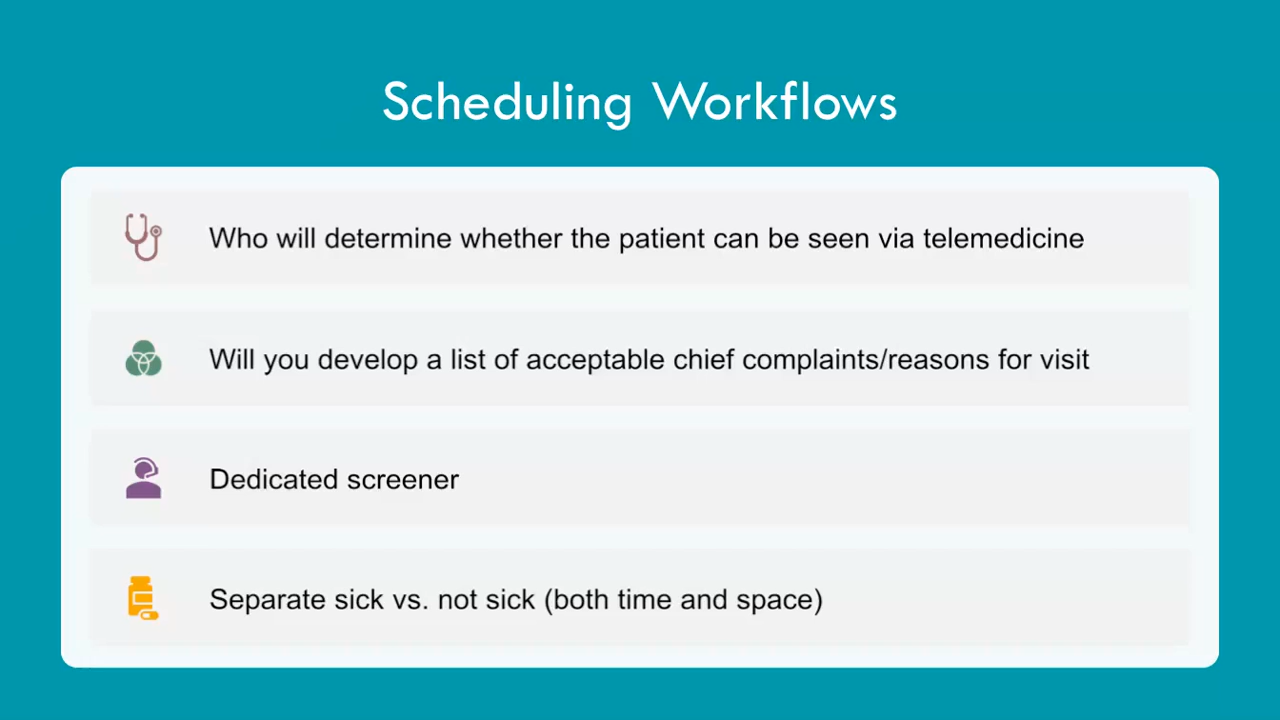 Scheduling Workflows
Who will determine whether the patient can be seen via telemedicine
Will you develop a list of acceptable chief complaints/reasons for visit
Dedicated screener
Separate sick vs. not sick (both time and space)